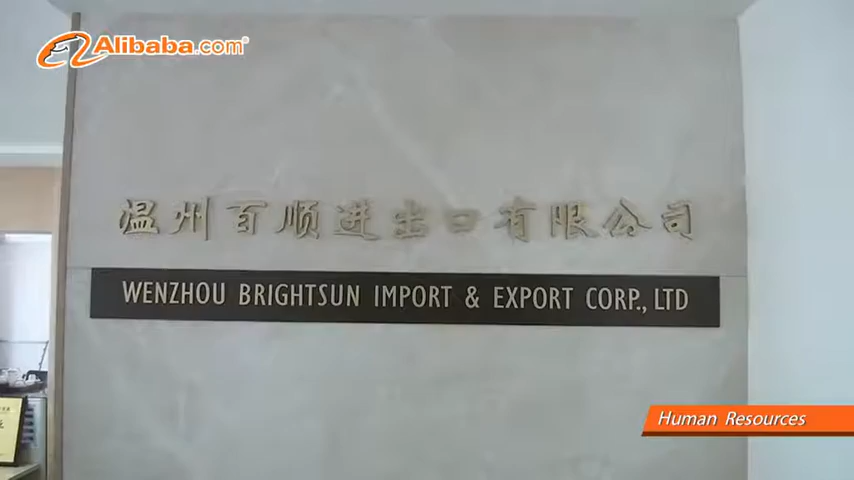 Alibaba.com®
温州百顺进出口有限公司
WENZHOU BRIGHTSUN IMPORT & EXPORT CORP., LTD
Human Resources